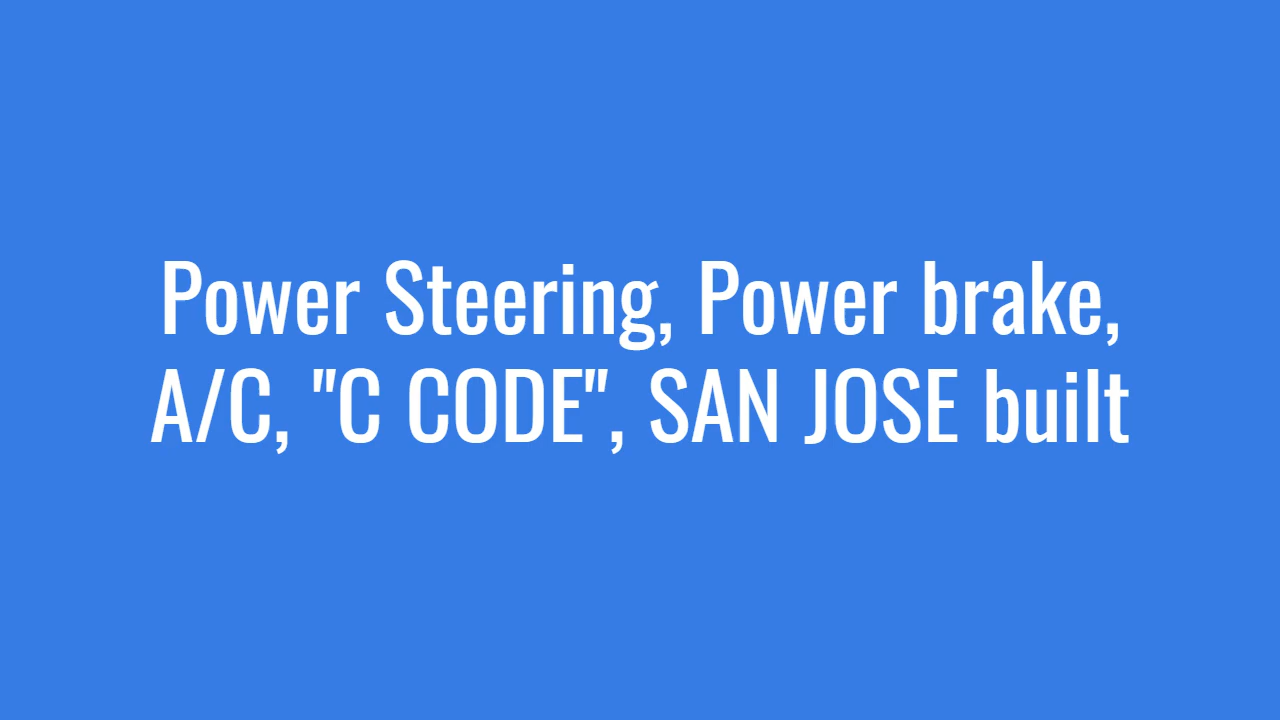 Power Steering, Power brake,
A/C, "C CODE", SAN JOSE built